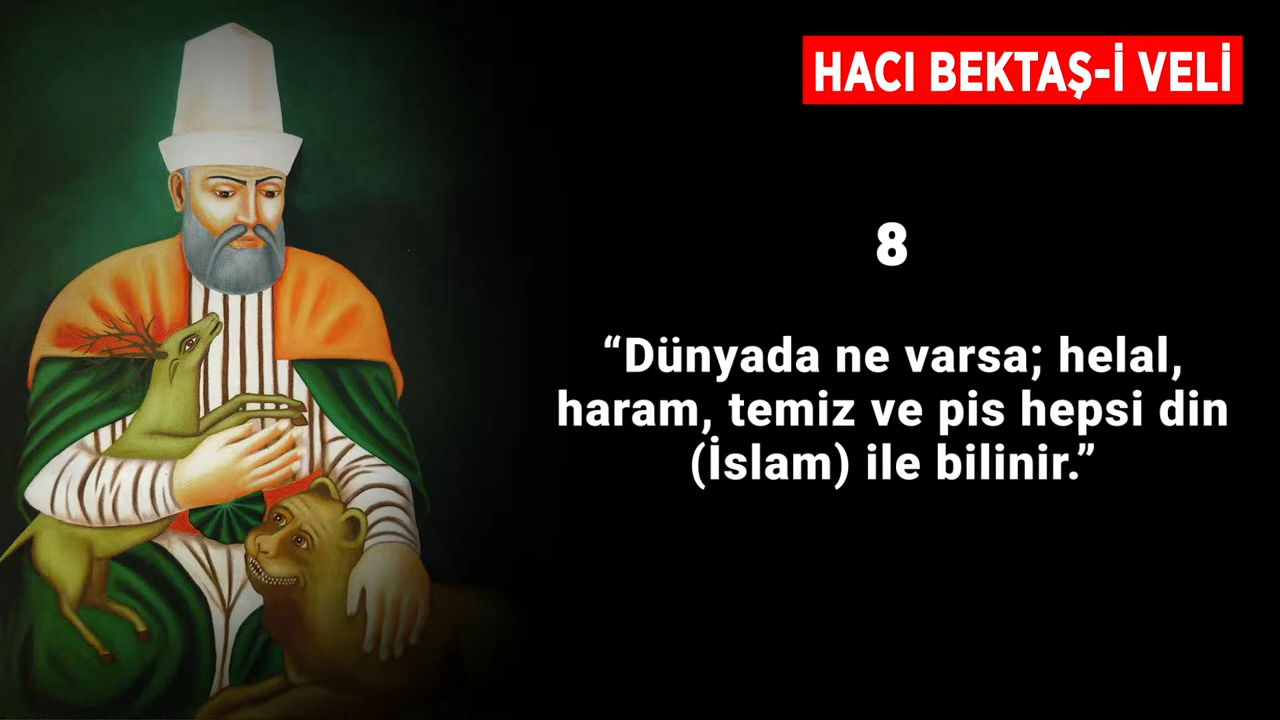 HACI BEKTAŞ-İ VELİ
8
“Dünyada ne varsa; helal,
haram, temiz ve pis hepsi din
(İslam) ile bilinir.”